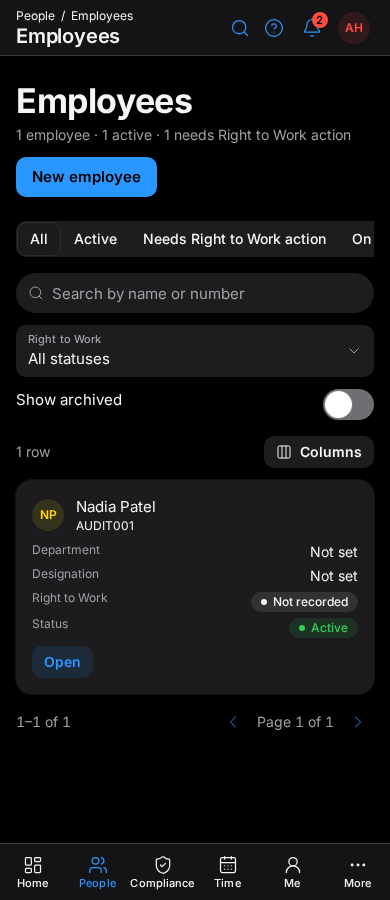 People / Employees
Employees
2
AH
Employees
1 employee · 1 active · 1 needs Right to Work action
New employee
All Active Needs Right to Work action On
Search by name or number
Right to Work
All statuses
Show archived
1 row
Columns
NP
Nadia Patel
AUDIT001
Department Not set
Designation Not set
Right to Work Not recorded
Status Active
Open
1–1 of 1 Page 1 of 1
Home People Compliance Time Me More